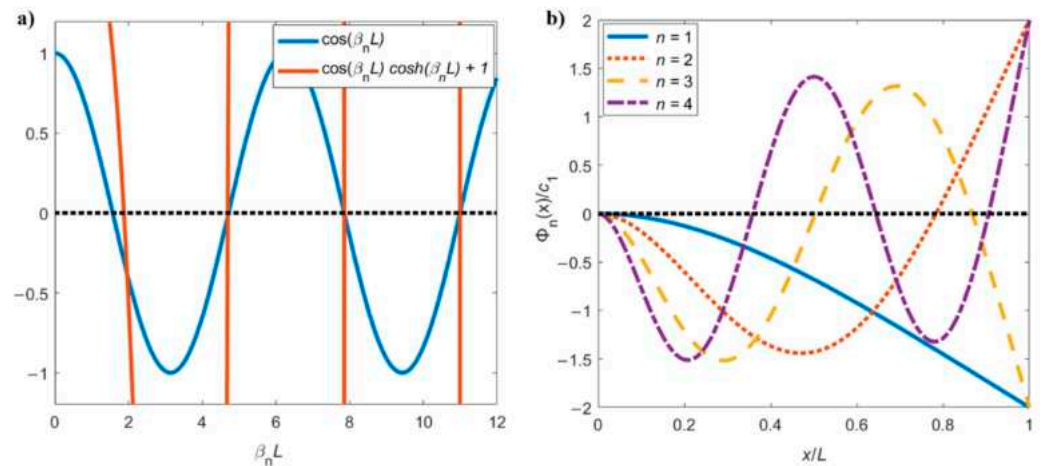 a)
cos(β_nL)
cos(β_nL) cosh(β_nL) + 1
1
0.5
0
−0.5
−1
0 2 4 6 8 10 12
β_nL
b)
n = 1
n = 2
n = 3
n = 4
2
1.5
1
0.5
0
−0.5
−1
−1.5
−2
Φ_n(x)/c_1
0 0.2 0.4 0.6 0.8 1
x/L